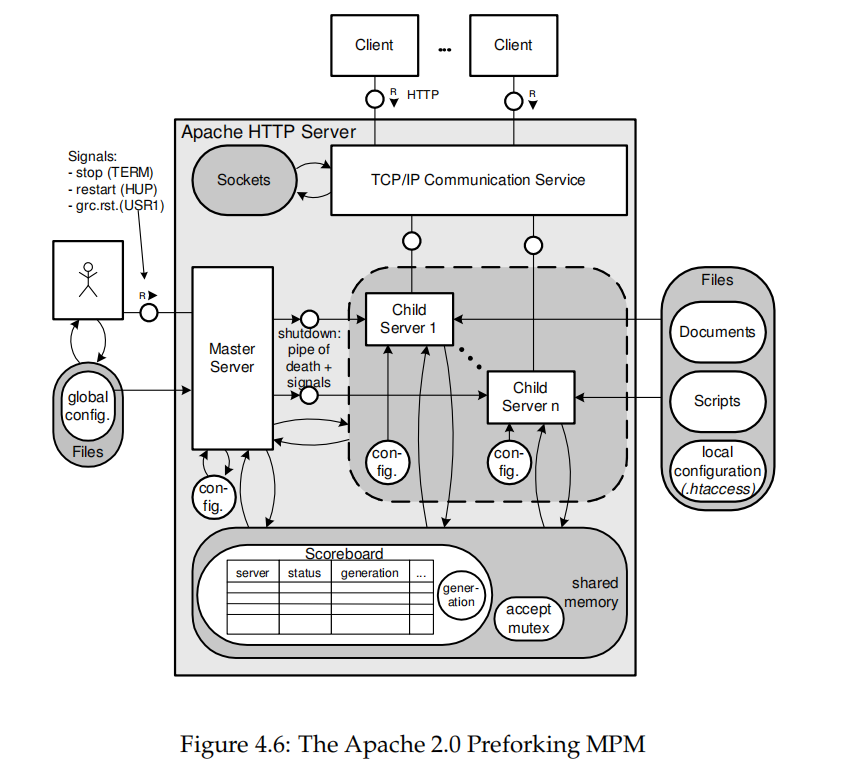 Client
...
Client
R
HTTP
R
Apache HTTP Server
Signals:
- stop (TERM)
- restart (HUP)
- grc.rst.(USR1)
Sockets
TCP/IP Communication Service
R
Master
Server
shutdown:
pipe of
death +
signals
Child
Server 1
Child
Server n
Files
Documents
Scripts
local
configuration
(.htaccess)
global
config.
Files
con-
fig.
con-
fig.
con-
fig.
Scoreboard
server status generation ...
gener-
ation
accept
mutex
shared
memory
Figure 4.6: The Apache 2.0 Preforking MPM